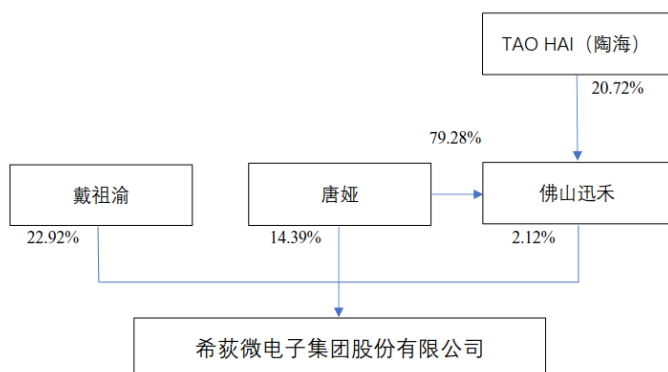 TAO HAI（陶海）
20.72%
79.28%
戴祖渝
唐娅
佛山迅禾
22.92%
14.39%
2.12%
希荻微电子集团股份有限公司